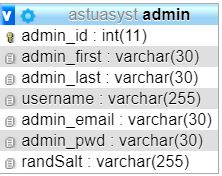 v astuasyst admin
admin_id : int(11)
admin_first : varchar(30)
admin_last : varchar(30)
username : varchar(255)
admin_email : varchar(30)
admin_pwd : varchar(30)
randSalt : varchar(255)